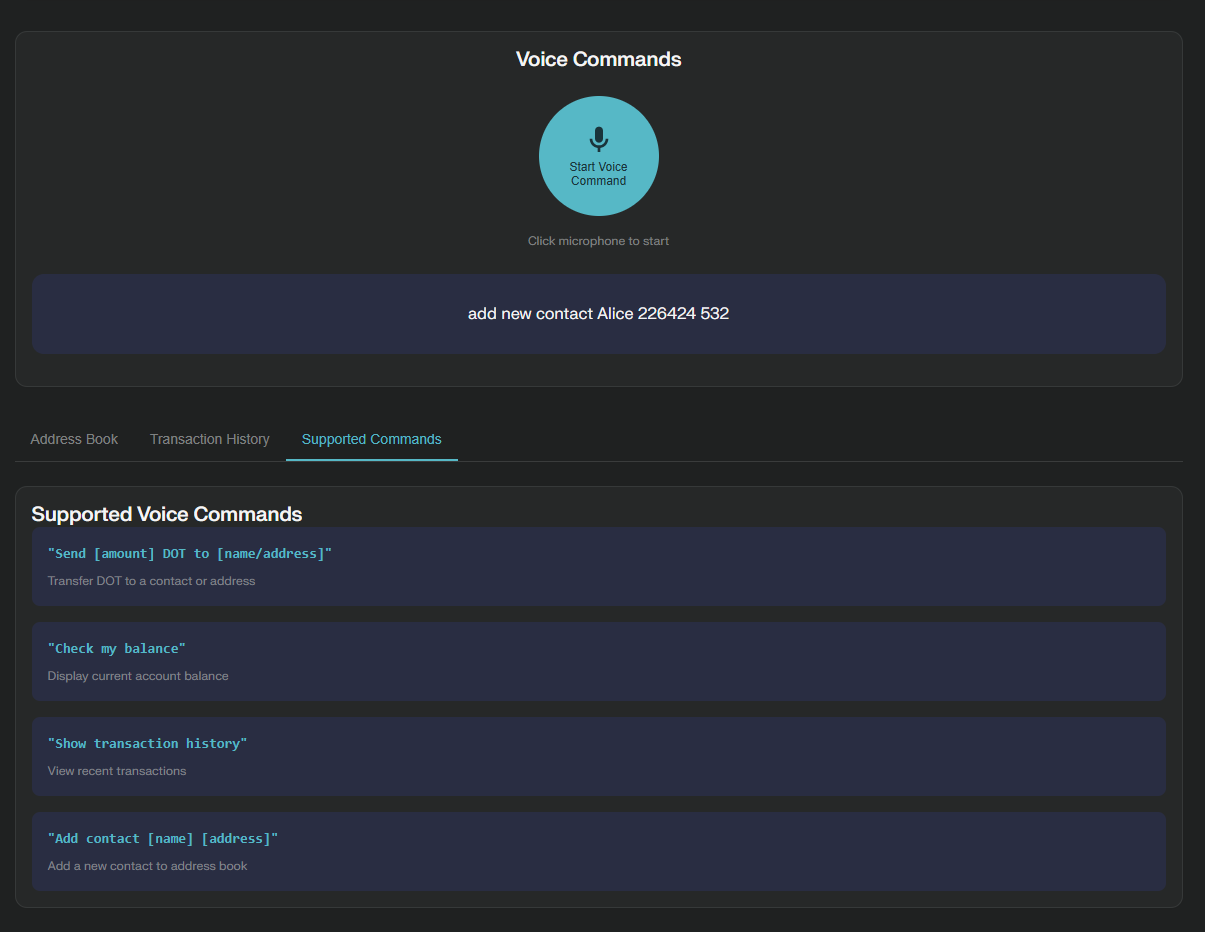 Voice Commands
Start Voice
Command
Click microphone to start
add new contact Alice 226424 532
Address Book
Transaction History
Supported Commands
Supported Voice Commands
"Send [amount] DOT to [name/address]"
Transfer DOT to a contact or address
"Check my balance"
Display current account balance
"Show transaction history"
View recent transactions
"Add contact [name] [address]"
Add a new contact to address book